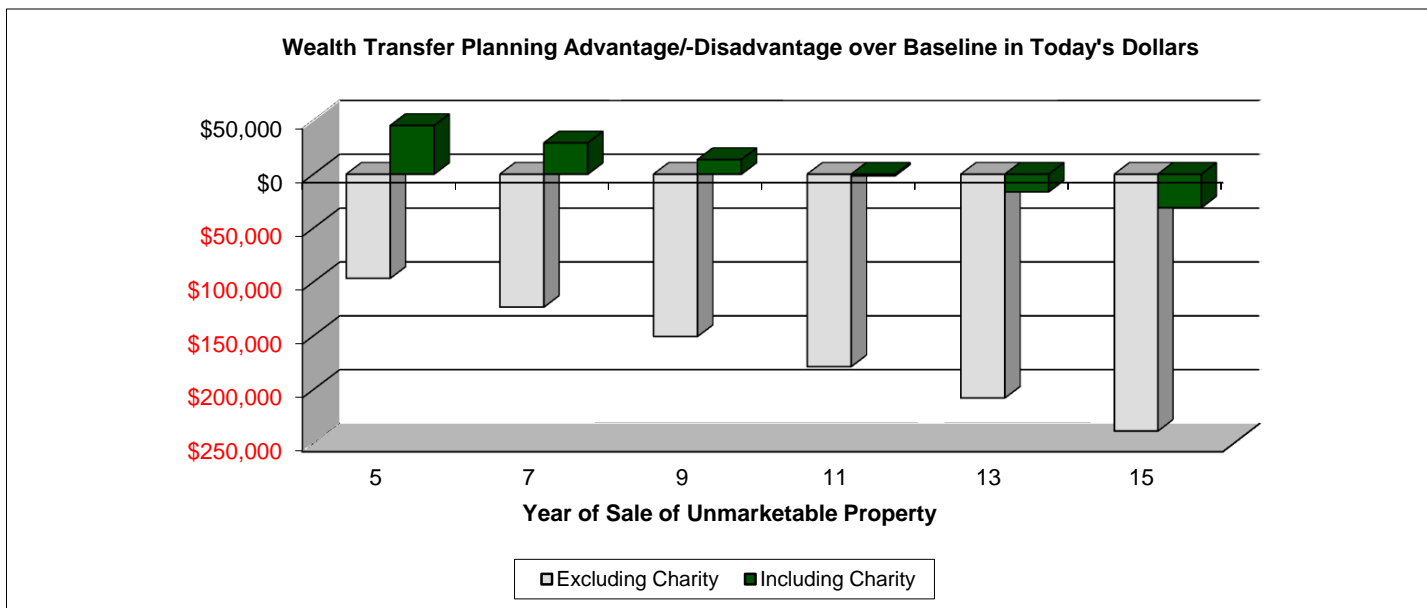 Wealth Transfer Planning Advantage/-Disadvantage over Baseline in Today's Dollars
$50,000
$0
$50,000
$100,000
$150,000
$200,000
$250,000
5 7 9 11 13 15
Year of Sale of Unmarketable Property
Excluding Charity Including Charity